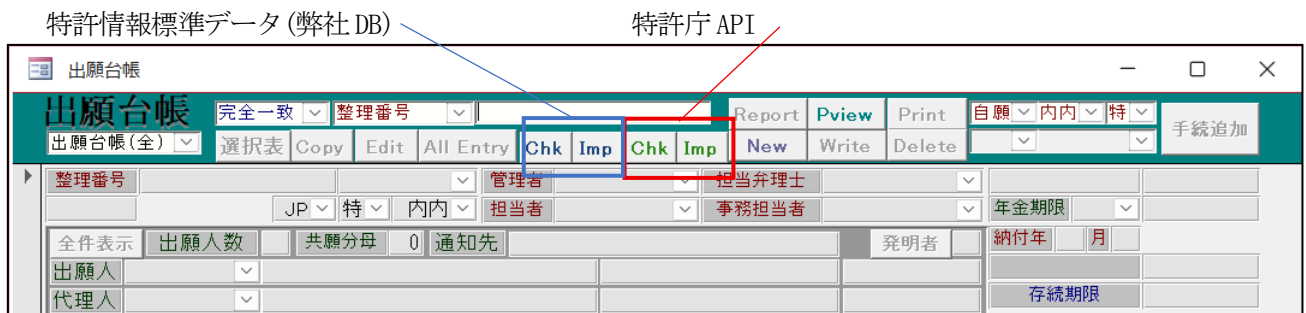 特許情報標準データ(弊社DB) 特許庁API
出願台帳
出願台帳 完全一致 整理番号 Report Pview Print 自願 内内 特 手続追加
出願台帳(全) 選択表 Copy Edit All Entry Chk Imp Chk Imp New Write Delete
整理番号 管理者 担当弁理士
JP 特 内内 担当者 事務担当者 年金期限
全件表示 出願人数 共願分母 0 通知先 発明者 納付年 月
出願人
代理人 存続期限